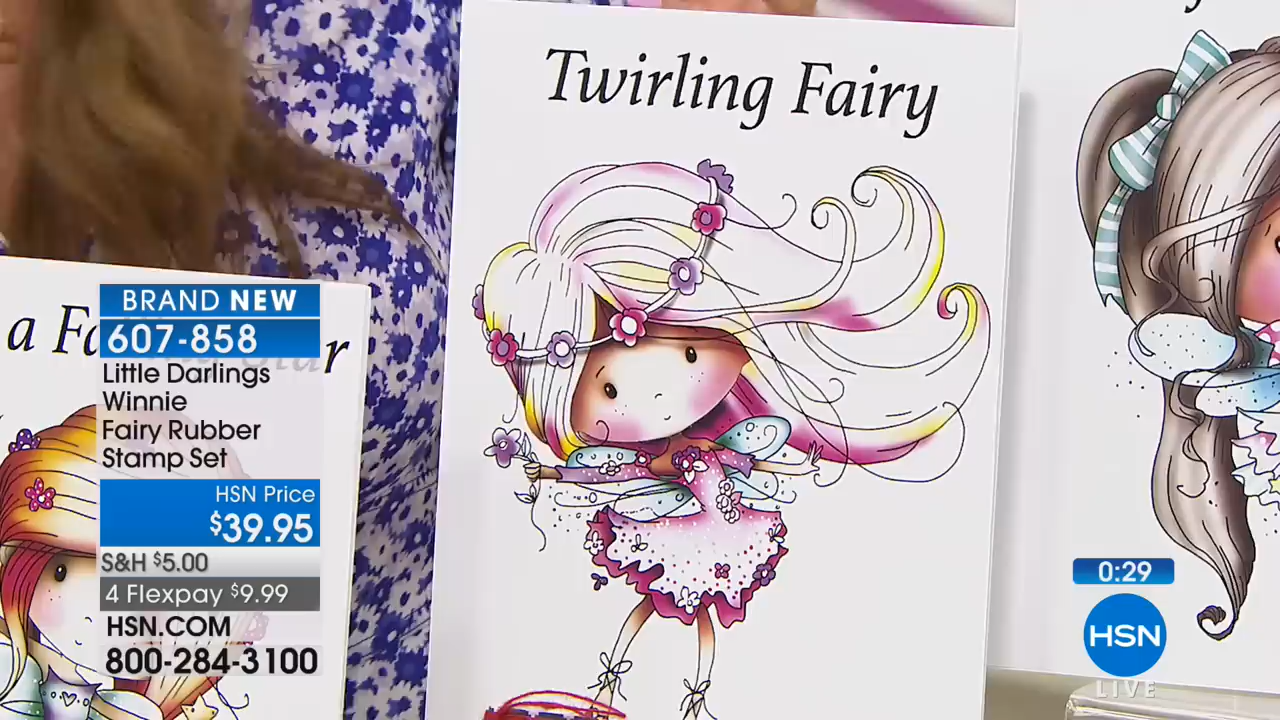 Twirling Fairy
a Fa
r
BRAND NEW
607-858
Little Darlings
Winnie
Fairy Rubber
Stamp Set
HSN Price
$39.95
S&H $5.00
4 Flexpay $9.99
HSN.COM
800-284-3100
0:29
HSN
LIVE